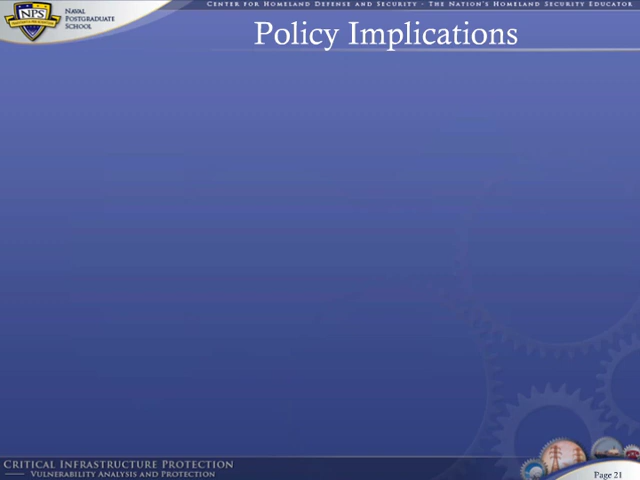 CENTER FOR HOMELAND DEFENSE AND SECURITY · THE NATION'S HOMELAND SECURITY EDUCATOR
NPS
NAVAL
POSTGRADUATE
SCHOOL
Policy Implications
CRITICAL INFRASTRUCTURE PROTECTION
VULNERABILITY ANALYSIS AND PROTECTION
Page 21